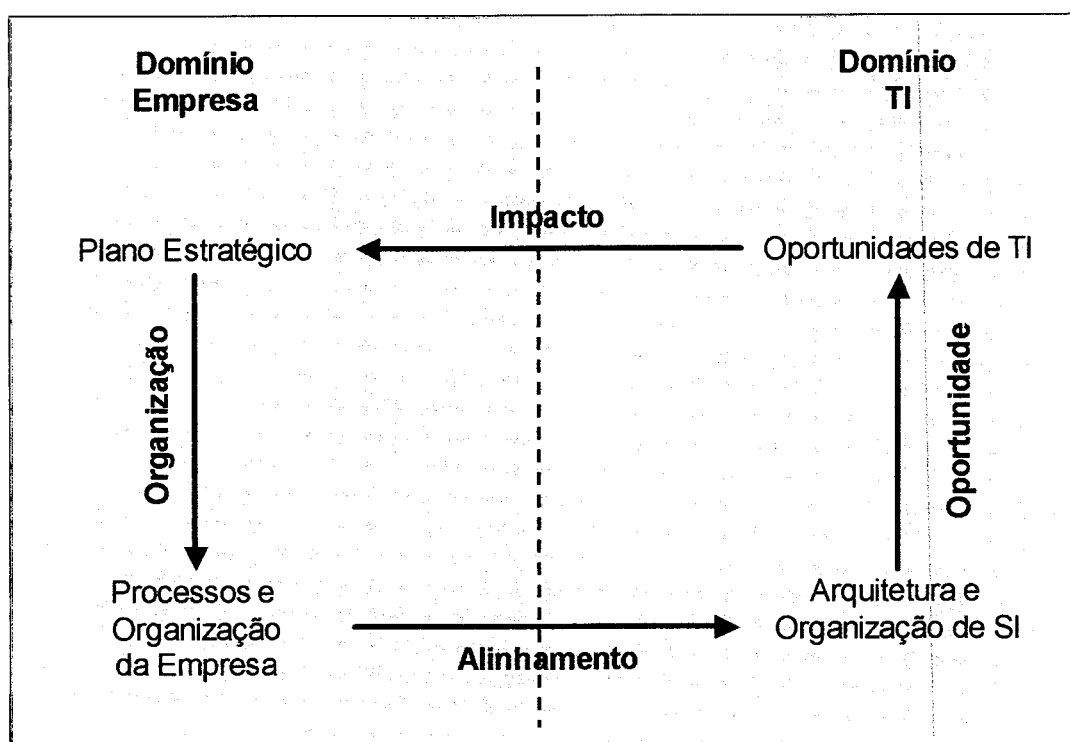 Domínio
Empresa
Domínio
TI
Impacto
Plano Estratégico
Oportunidades de TI
Organização
Oportunidade
Processos e
Organização
da Empresa
Arquitetura e
Organização de SI
Alinhamento